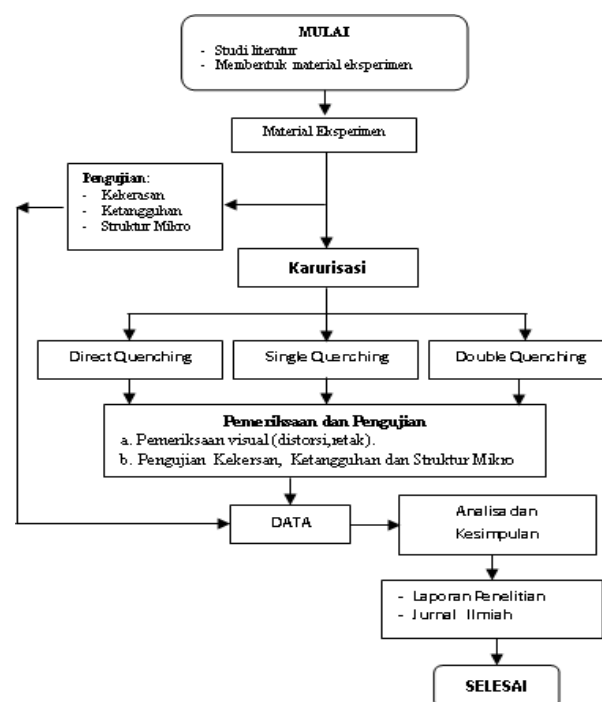 MULAI
- Studi literatur
- Membentuk material eksperimen
Material Eksperimen
Pengujian:
- Kekerasan
- Ketangguhan
- Struktur Mikro
Karurisasi
Direct Quenching
Single Quenching
Double Quenching
Pemeriksaan dan Pengujian
a. Pemeriksaan visual (distorsi,retak).
b. Pengujian Kekersan, Ketangguhan dan Struktur Mikro
DATA
Analisa dan
Kesimpulan
- Laporan Penelitian
- Jurnal Ilmiah
SELESAI